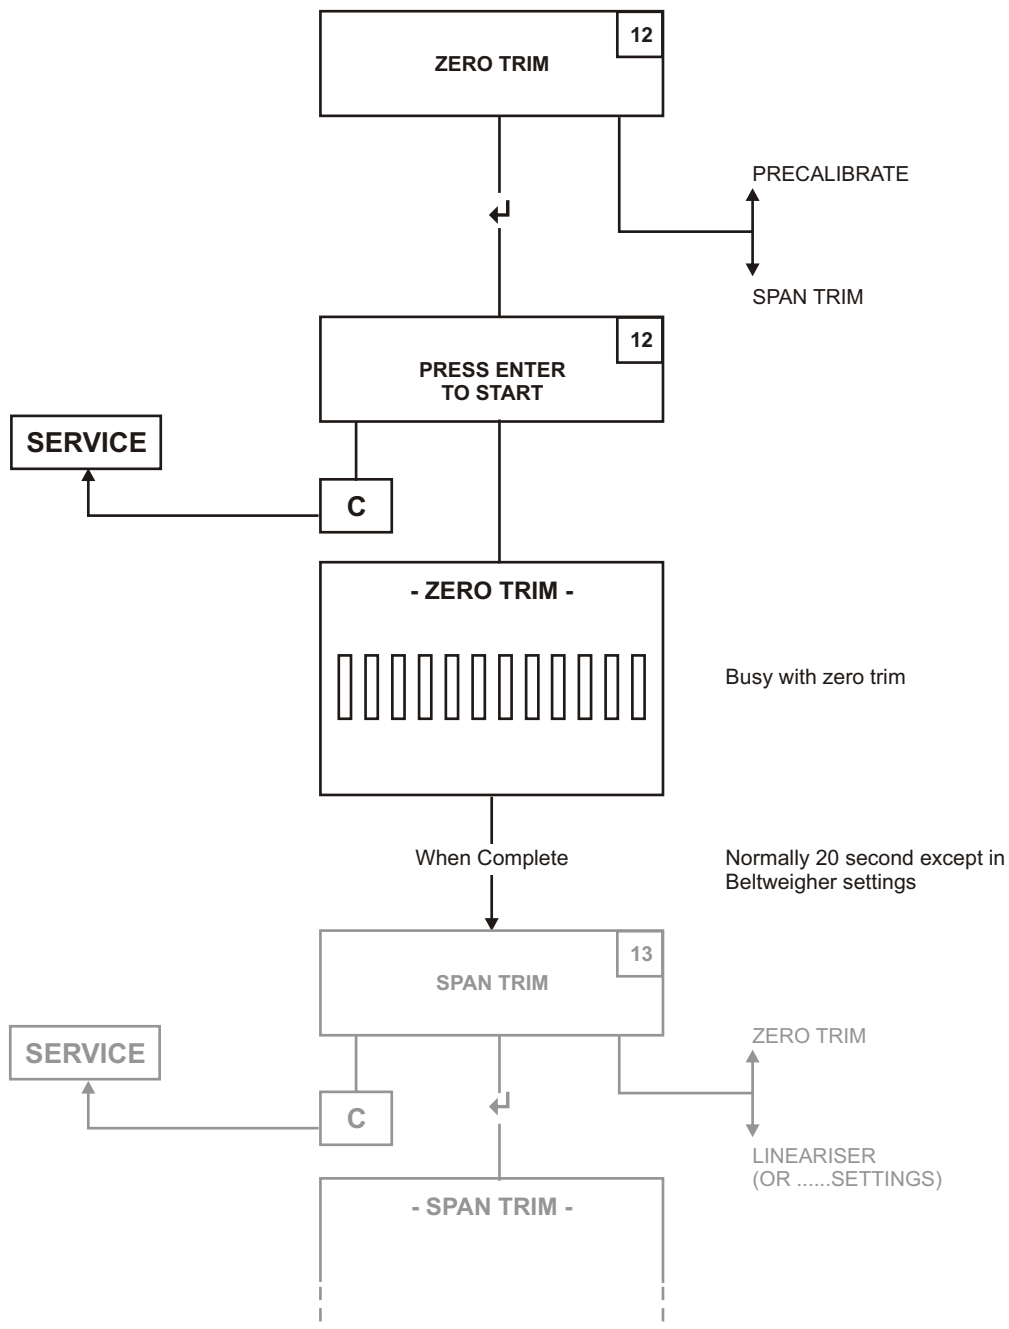 12
ZERO TRIM
PRECALIBRATE
SPAN TRIM
12
PRESS ENTER
TO START
SERVICE
C
- ZERO TRIM -
Busy with zero trim
When Complete
Normally 20 second except in
Beltweigher settings
13
SPAN TRIM
SERVICE
ZERO TRIM
C
LINEARISER
(OR ......SETTINGS)
- SPAN TRIM -